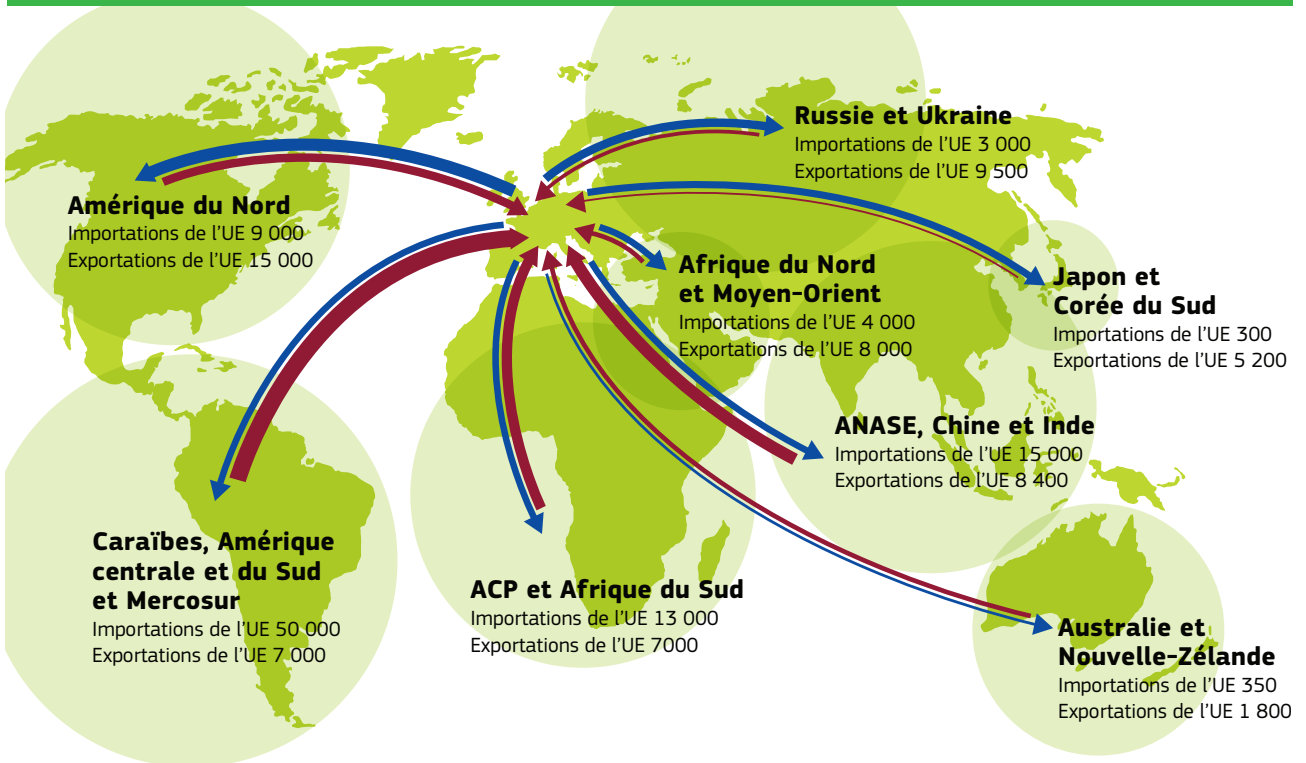 Russie et Ukraine
Importations de l'UE 3 000
Exportations de l'UE 9 500
Amérique du Nord
Importations de l'UE 9 000
Exportations de l'UE 15 000
Afrique du Nord
et Moyen-Orient
Importations de l'UE 4 000
Exportations de l'UE 8 000
Japon et
Corée du Sud
Importations de l'UE 300
Exportations de l'UE 5 200
ANASE, Chine et Inde
Importations de l'UE 15 000
Exportations de l'UE 8 400
Caraïbes, Amérique
centrale et du Sud
et Mercosur
Importations de l'UE 50 000
Exportations de l'UE 7 000
ACP et Afrique du Sud
Importations de l'UE 13 000
Exportations de l'UE 7000
Australie et
Nouvelle-Zélande
Importations de l'UE 350
Exportations de l'UE 1 800